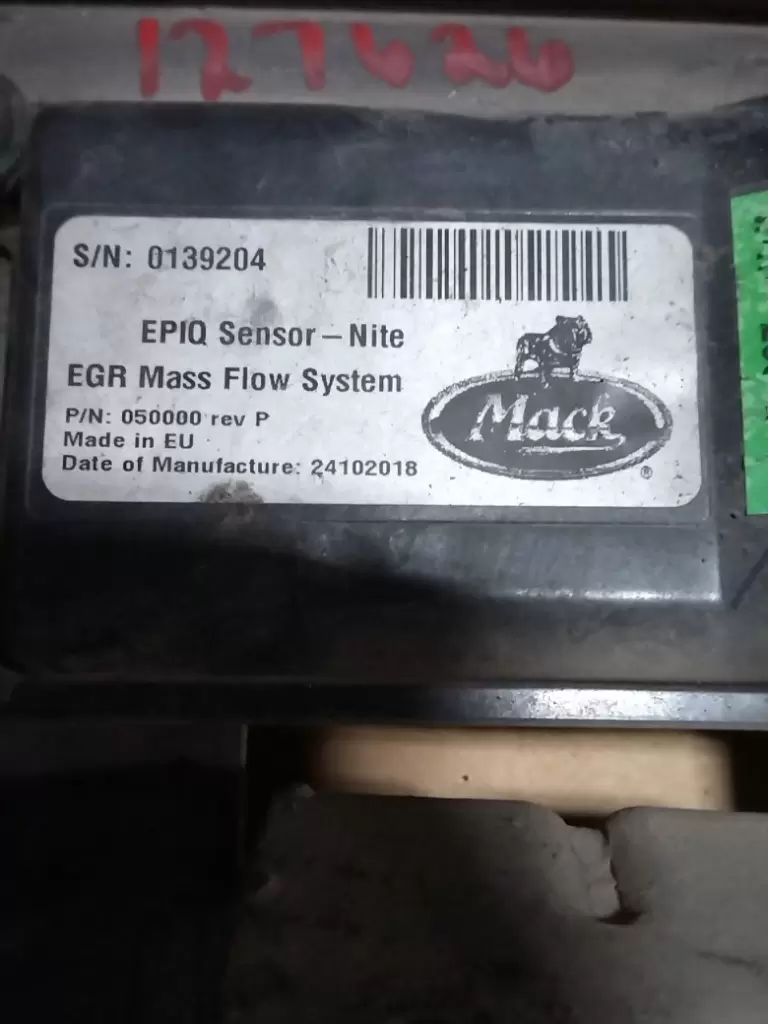 127626
S/N: 0139204
EPIQ Sensor – Nite
EGR Mass Flow System
P/N: 050000 rev P
Made in EU
Date of Manufacture: 24102018
Mack
®